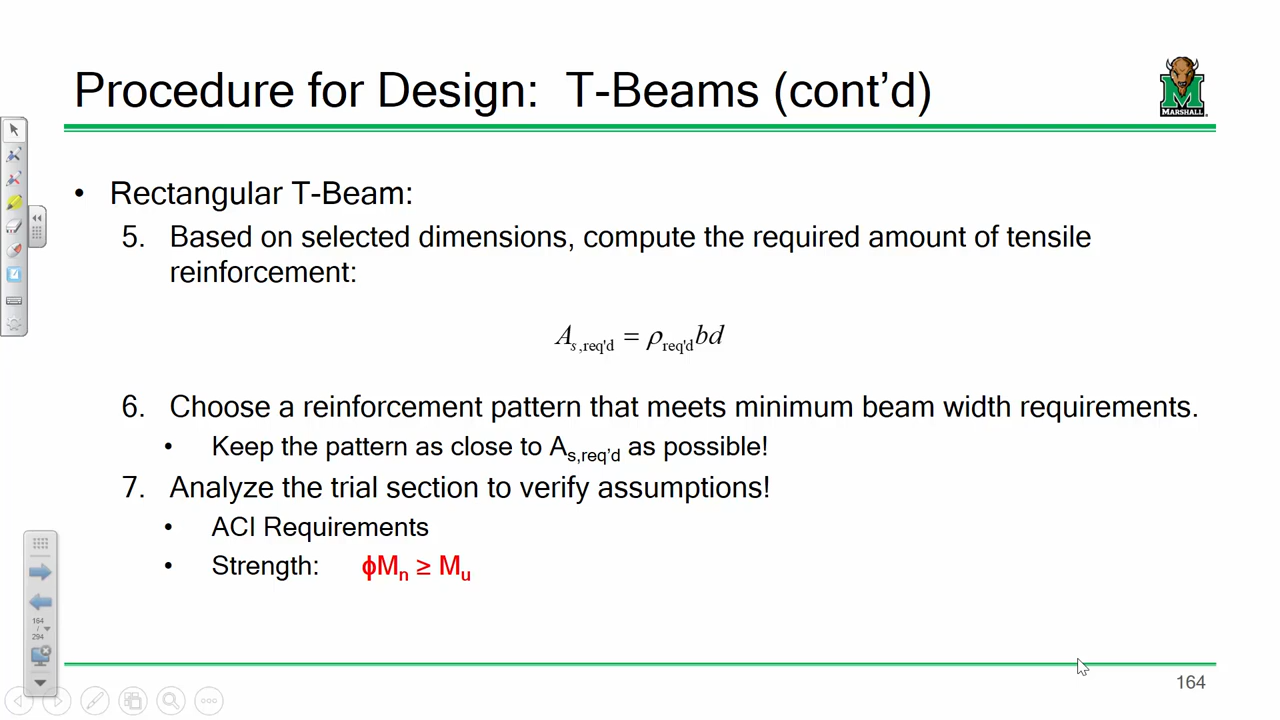 Procedure for Design: T-Beams (cont’d)
MARSHALL
• Rectangular T-Beam:
5. Based on selected dimensions, compute the required amount of tensile
reinforcement:
As,req'd = ρreq'd bd
6. Choose a reinforcement pattern that meets minimum beam width requirements.
• Keep the pattern as close to As,req’d as possible!
7. Analyze the trial section to verify assumptions!
• ACI Requirements
• Strength: ϕMn ≥ Mu
164
/
294
164